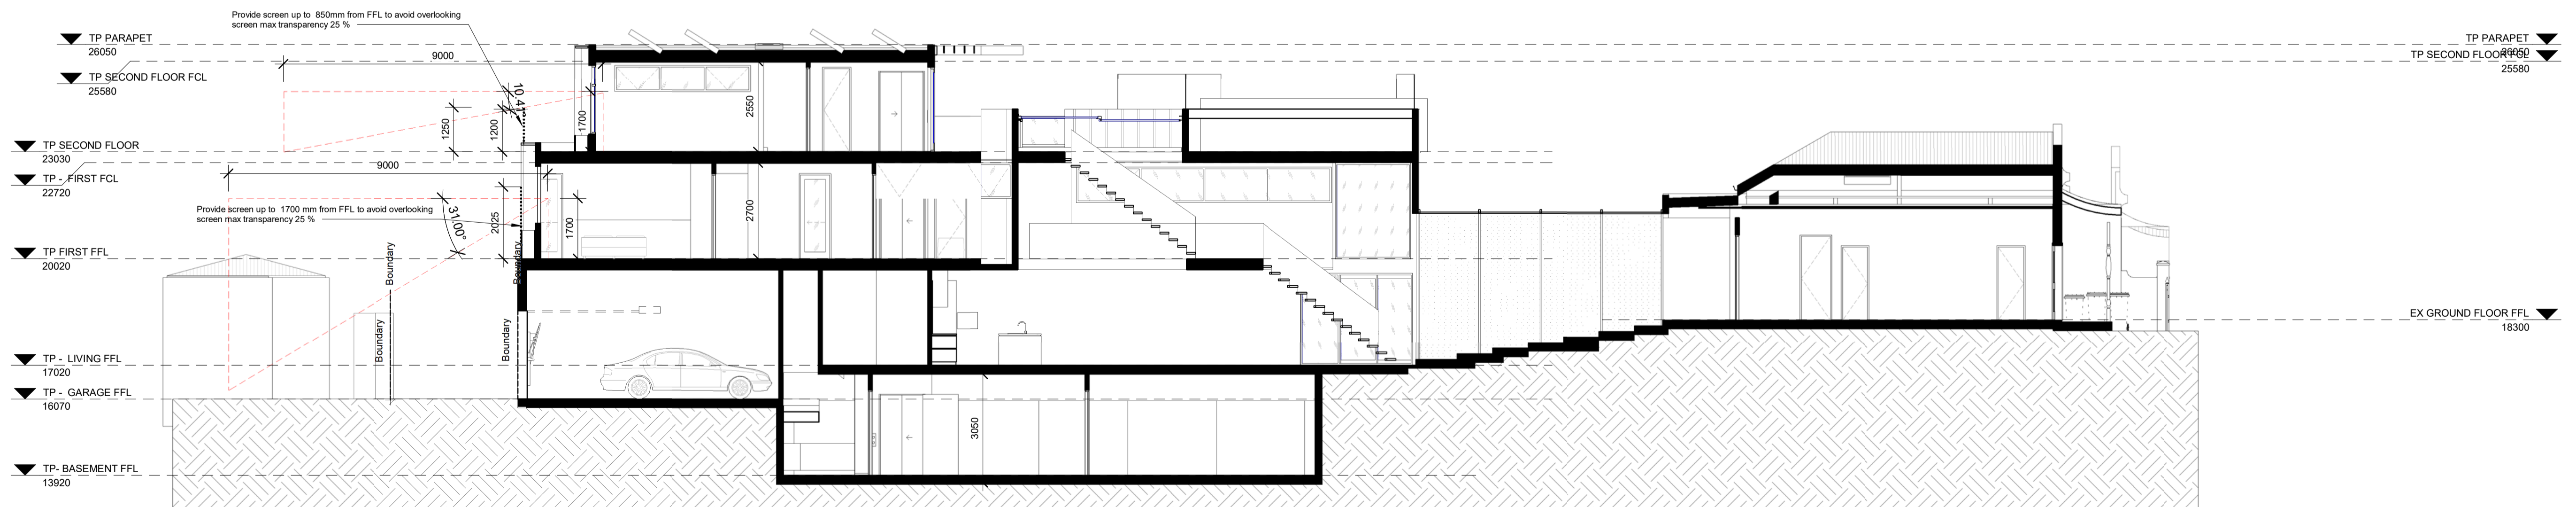 Provide screen up to 850mm from FFL to avoid overlooking
screen max transparency 25 %
TP PARAPET
26050
TP SECOND FLOOR FCL
25580
TP SECOND FLOOR
23030
TP - FIRST FCL
22720
TP FIRST FFL
20020
TP - LIVING FFL
17020
TP - GARAGE FFL
16070
TP- BASEMENT FFL
13920
9000
1250
1200
1700
2550
9000
Provide screen up to 1700 mm from FFL to avoid overlooking
screen max transparency 25 %
31.00°
2025
1700
2700
Boundary
Boundary
Boundary
Boundary
3050
TP PARAPET
26050
TP SECOND FLOOR FCL
25580
EX GROUND FLOOR FFL
18300